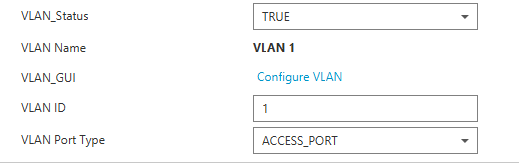 VLAN_Status TRUE
VLAN Name VLAN 1
VLAN_GUI Configure VLAN
VLAN ID 1
VLAN Port Type ACCESS_PORT